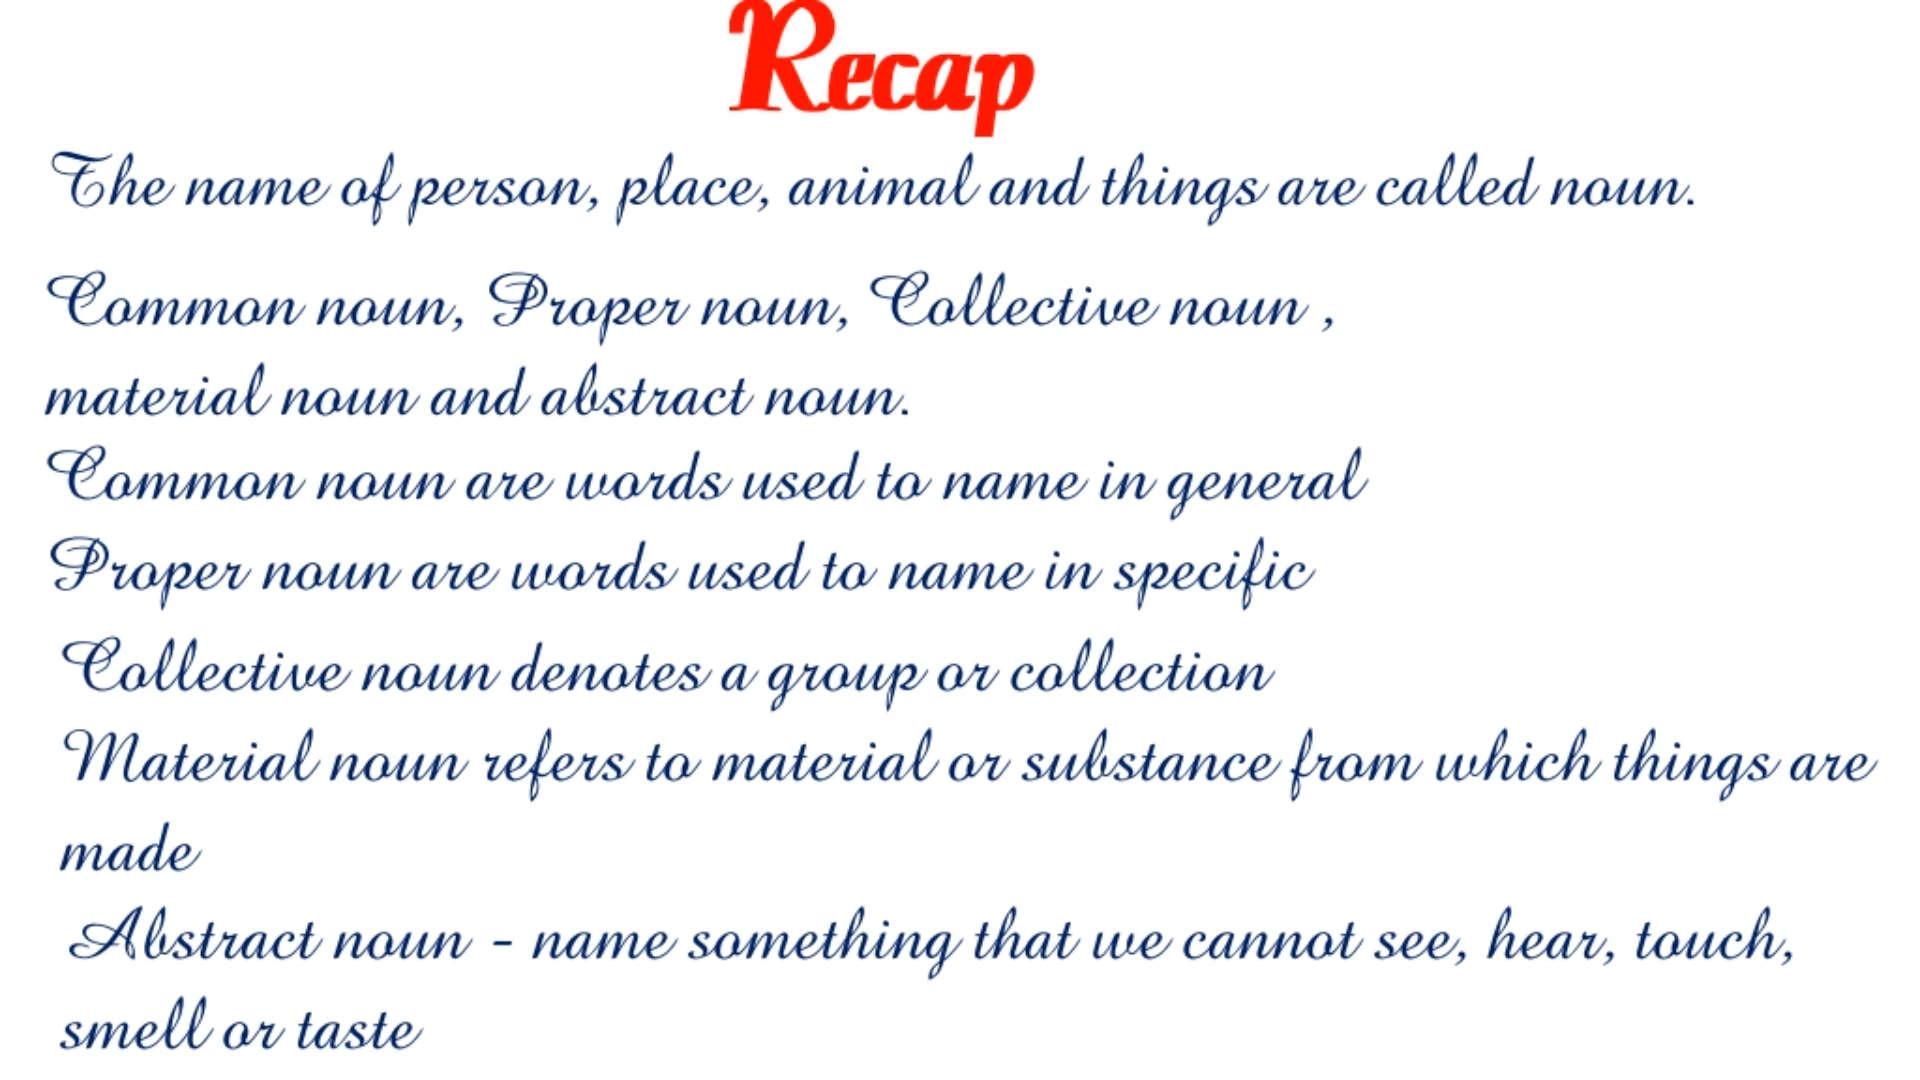 Recap
The name of person, place, animal and things are called noun.
Common noun, Proper noun, Collective noun ,
material noun and abstract noun.
Common noun are words used to name in general
Proper noun are words used to name in specific
Collective noun denotes a group or collection
Material noun refers to material or substance from which things are
made
Abstract noun - name something that we cannot see, hear, touch,
smell or taste